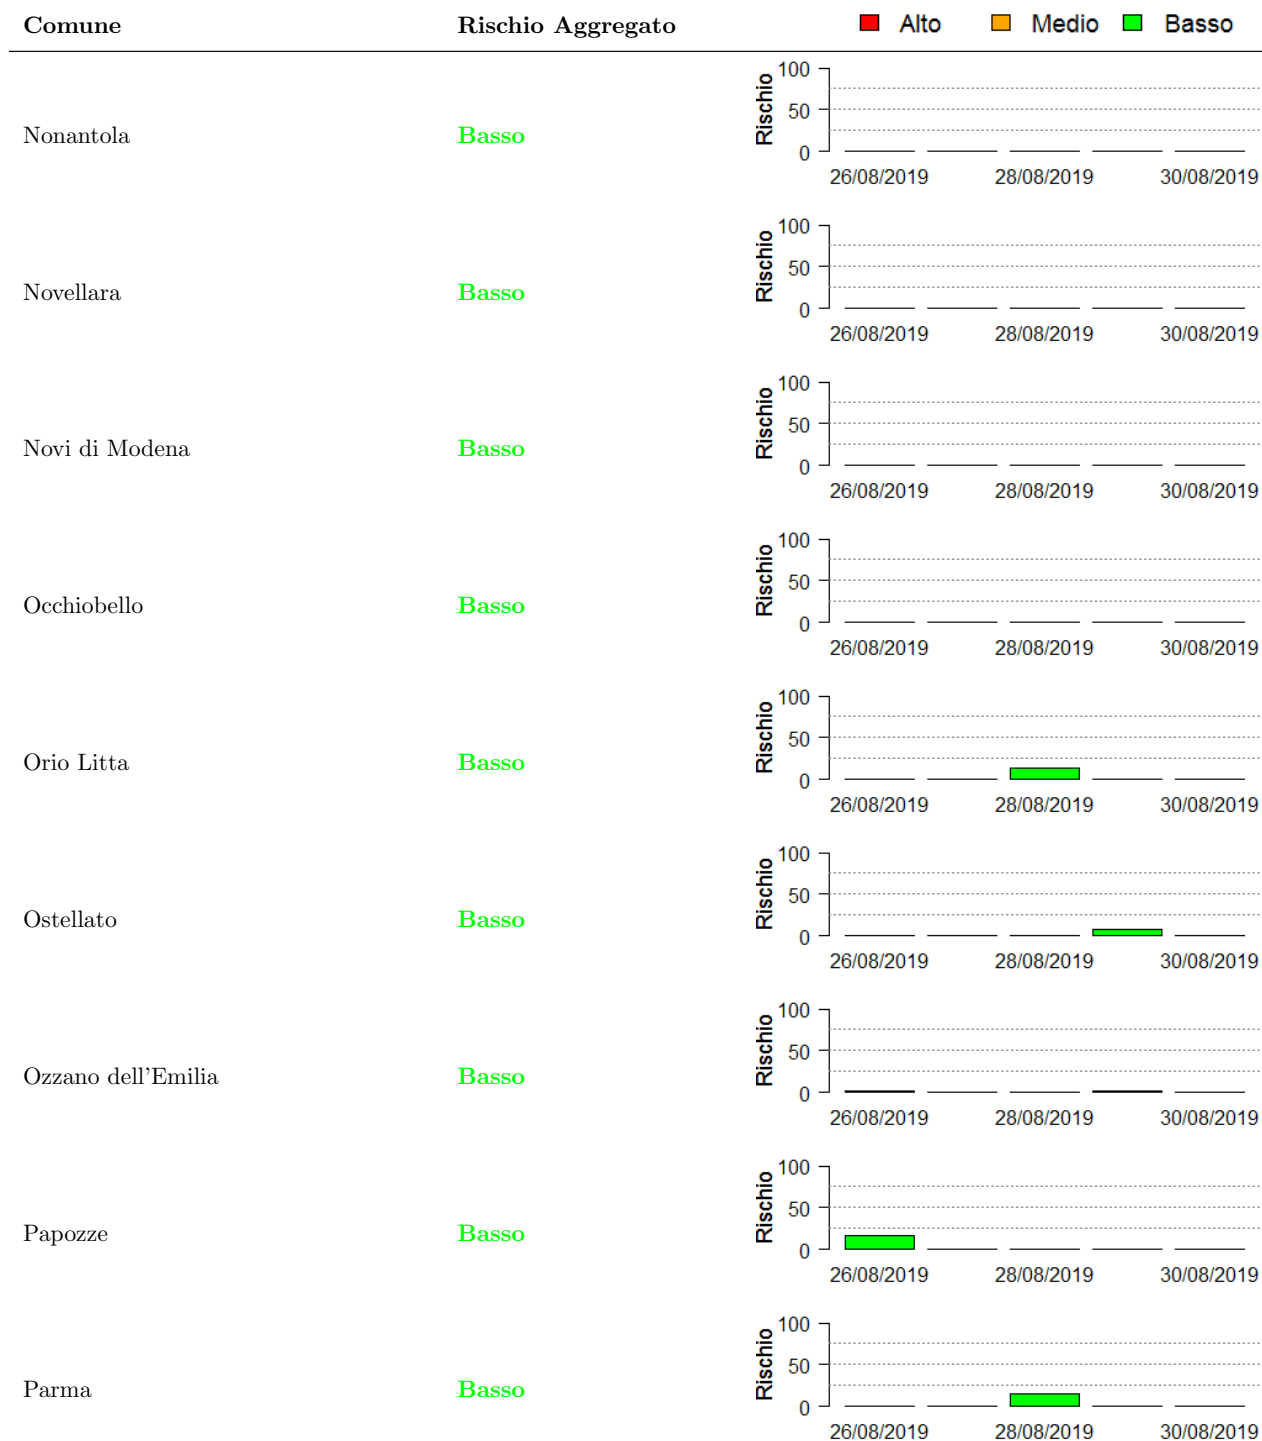 Comune Rischio Aggregato Alto Medio Basso
100
50
0
Rischio
Nonantola Basso
26/08/2019 28/08/2019 30/08/2019
100
50
0
Rischio
Novellara Basso
26/08/2019 28/08/2019 30/08/2019
100
50
0
Rischio
Novi di Modena Basso
26/08/2019 28/08/2019 30/08/2019
100
50
0
Rischio
Occhiobello Basso
26/08/2019 28/08/2019 30/08/2019
100
50
0
Rischio
Orio Litta Basso
26/08/2019 28/08/2019 30/08/2019
100
50
0
Rischio
Ostellato Basso
26/08/2019 28/08/2019 30/08/2019
100
50
0
Rischio
Ozzano dell'Emilia Basso
26/08/2019 28/08/2019 30/08/2019
100
50
0
Rischio
Papozze Basso
26/08/2019 28/08/2019 30/08/2019
100
50
0
Rischio
Parma Basso
26/08/2019 28/08/2019 30/08/2019